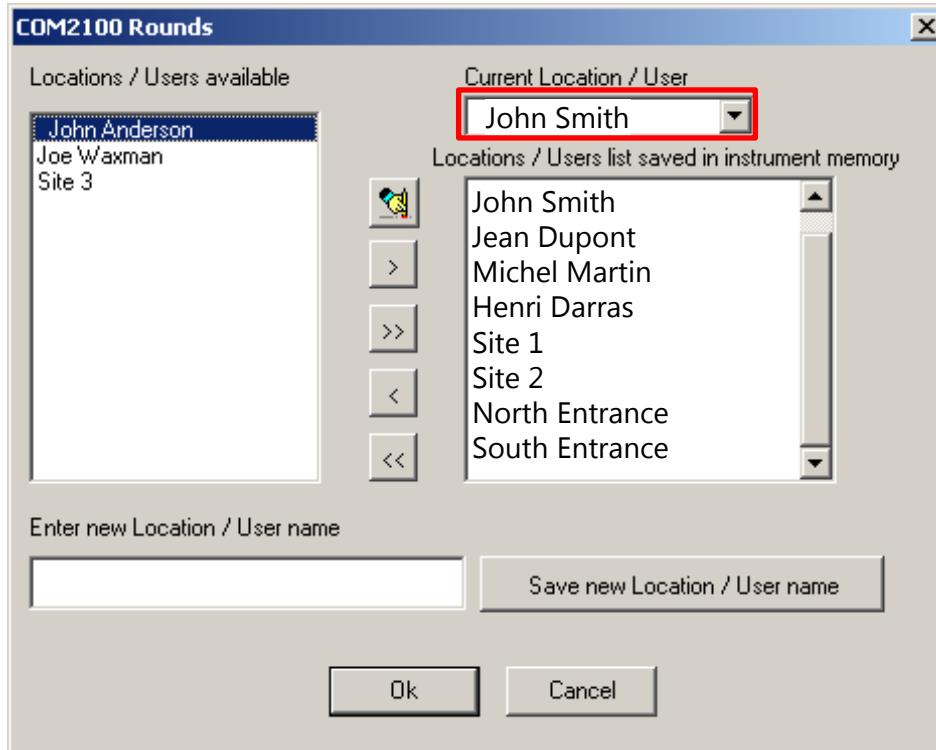 COM2100 Rounds
Locations / Users available
John Anderson
Joe Waxman
Site 3
Current Location / User
John Smith
Locations / Users list saved in instrument memory
John Smith
Jean Dupont
Michel Martin
Henri Darras
Site 1
Site 2
North Entrance
South Entrance
>
>>
<
<<
Enter new Location / User name
Save new Location / User name
Ok
Cancel